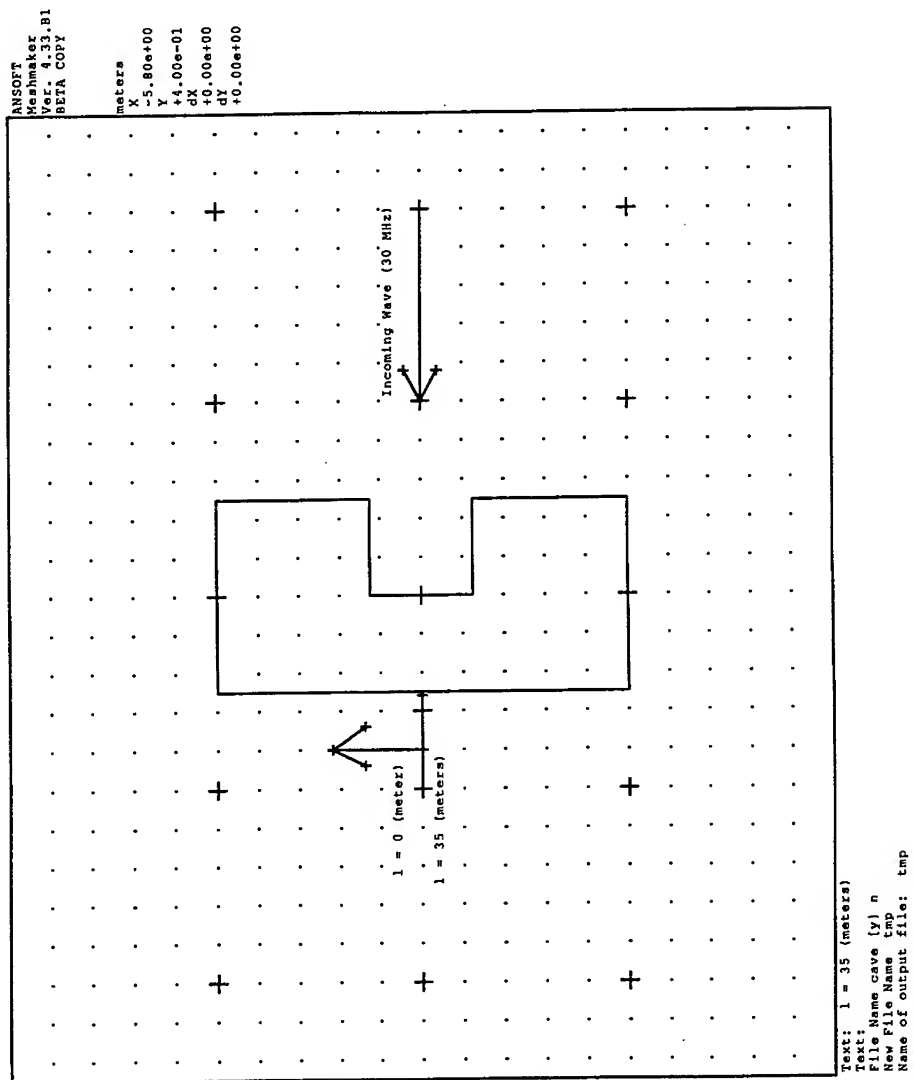 ANSOFT
Meshmaker
Ver. 4.33.B1
BETA COPY
meters
X
-5.80e+00
Y
+4.00e-01
dX
+0.00e+00
dY
+0.00e+00
Incoming Wave (30 MHz)
l = 0 (meter)
l = 35 (meters)
Text: l = 35 (meters)
Text:
File Name cave [y] n
New File Name tmp
Name of output file: tmp